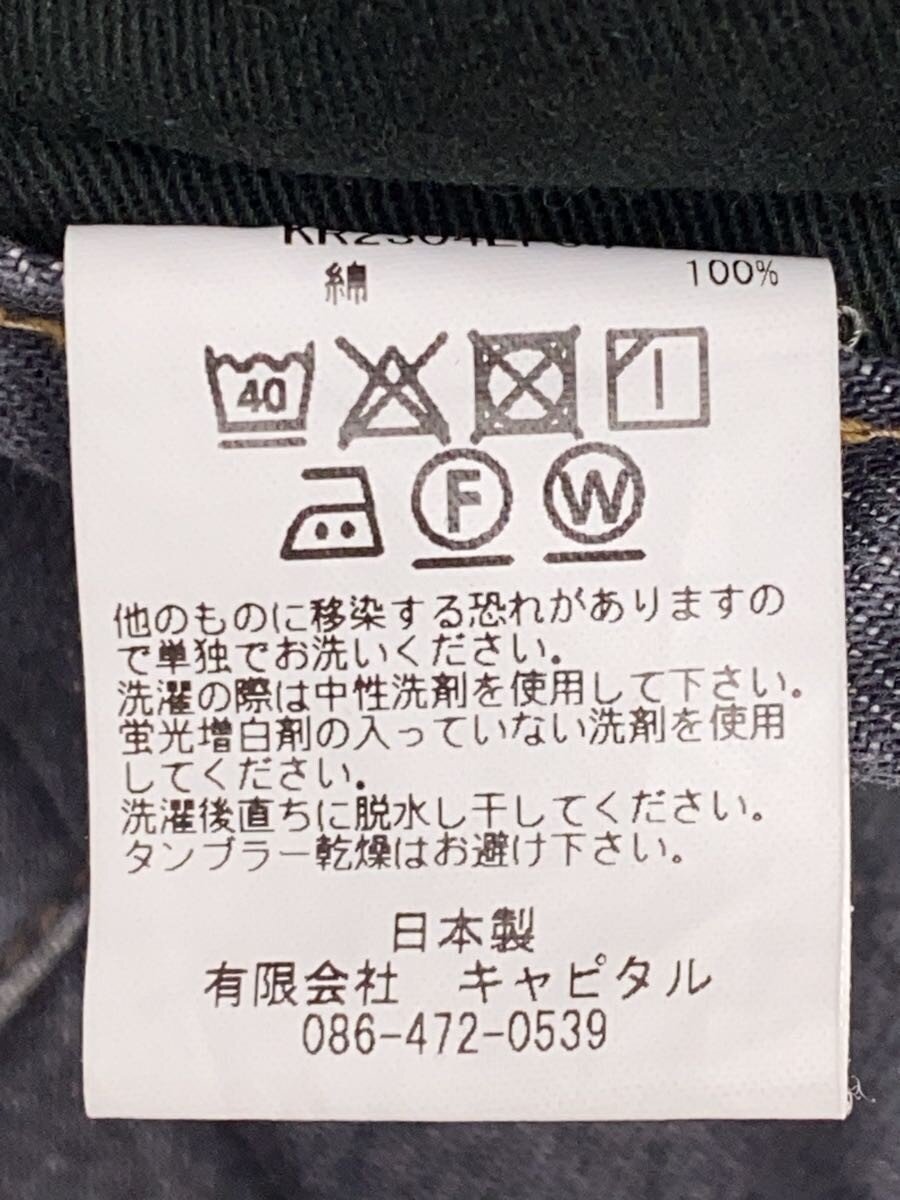 綿 100%
40
F W
他のものに移染する恐れがありますの
で単独でお洗いください。
洗濯の際は中性洗剤を使用して下さい。
蛍光増白剤の入っていない洗剤を使用
してください。
洗濯後直ちに脱水し干してください。
タンブラー乾燥はお避け下さい。
日本製
有限会社 キャピタル
086-472-0539